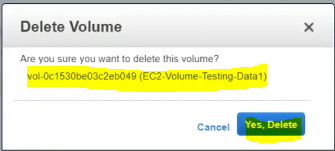 Delete Volume
×
Are you sure you want to delete this volume?
vol-0c1530be03c2eb049 (EC2-Volume-Testing-Data1)
Cancel Yes, Delete